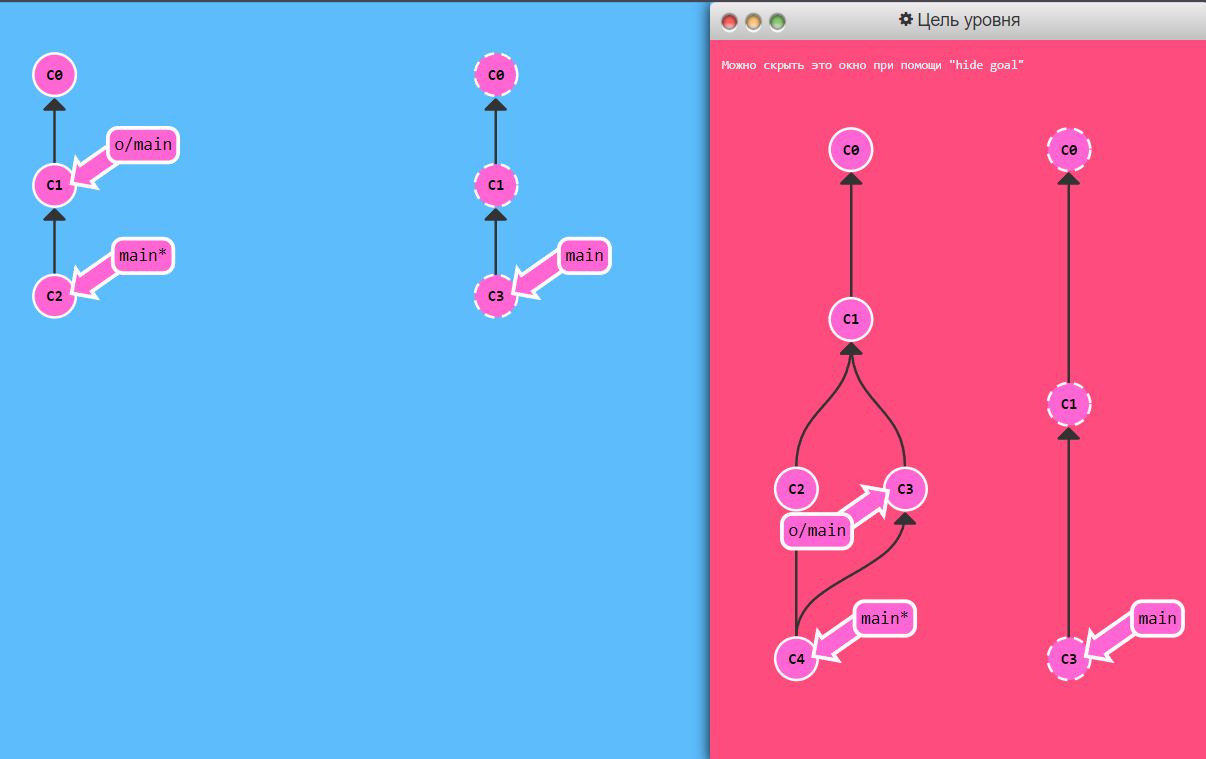 C0
o/main
C1
main*
C2
C0
C1
main
C3
Цель уровня
Можно скрыть это окно при помощи "hide goal"
C0
C1
C2
C3
o/main
main*
C4
C0
C1
main
C3